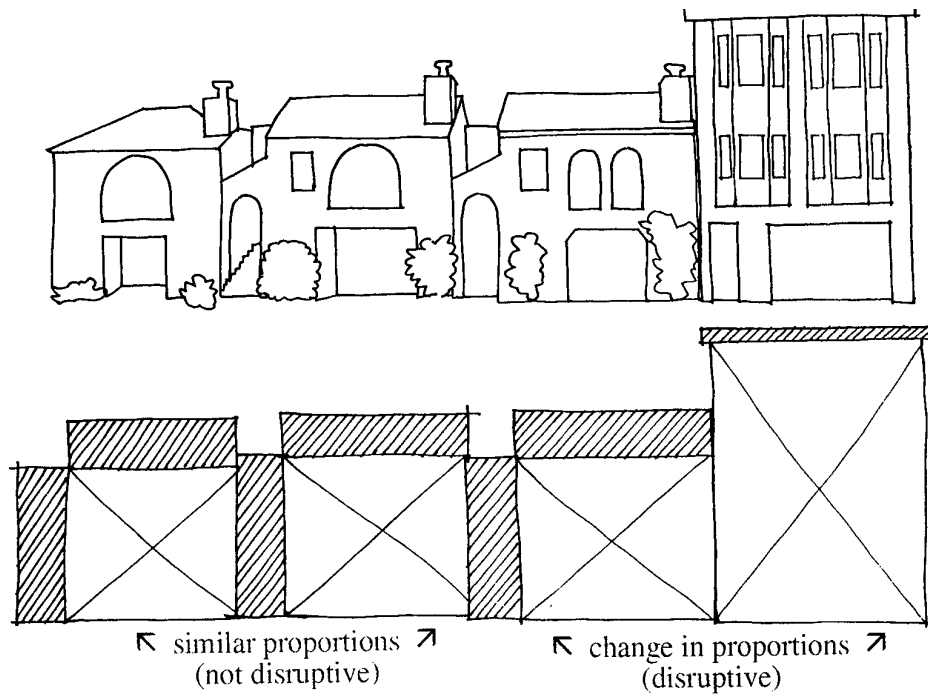 similar proportions
(not disruptive)
change in proportions
(disruptive)